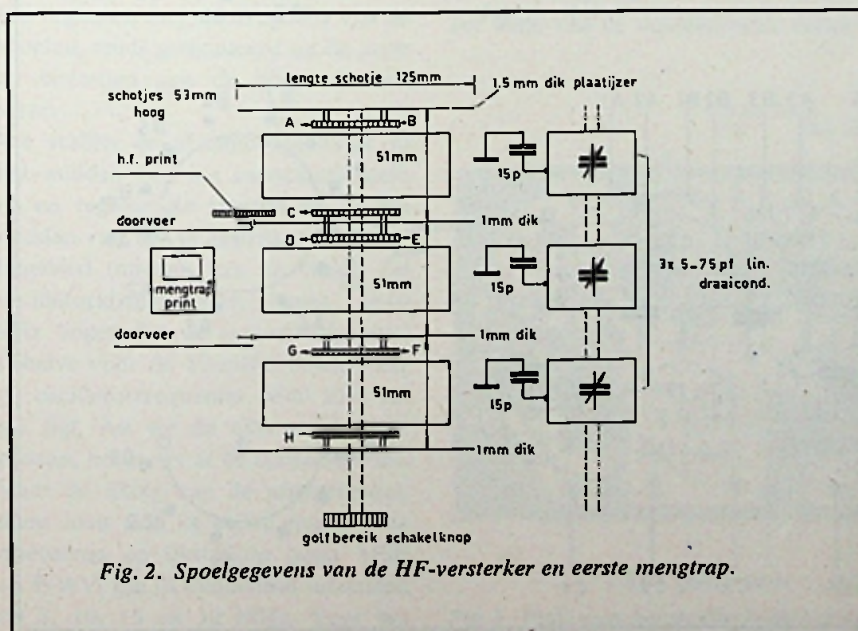 lengte schotje 125mm
1.5 mm dik plaatijzer
schotjes 53mm
hoog
A
B
51mm
15p
h.f. print
C
doorvoer
1mm dik
D
E
3x 5-75pf lin.
draaicond.
mengtrap
print
51mm
15p
doorvoer
1mm dik
G
F
51mm
15p
H
1mm dik
golfbereik schakelknop
Fig. 2. Spoelgegevens van de HF-versterker en eerste mengtrap.